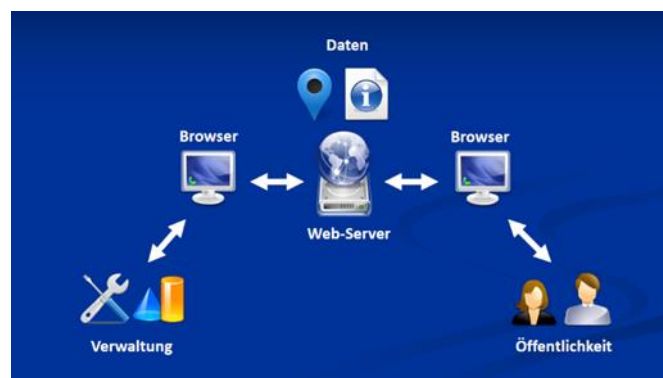 Daten
Browser
Browser
Web-Server
Verwaltung
Öffentlichkeit